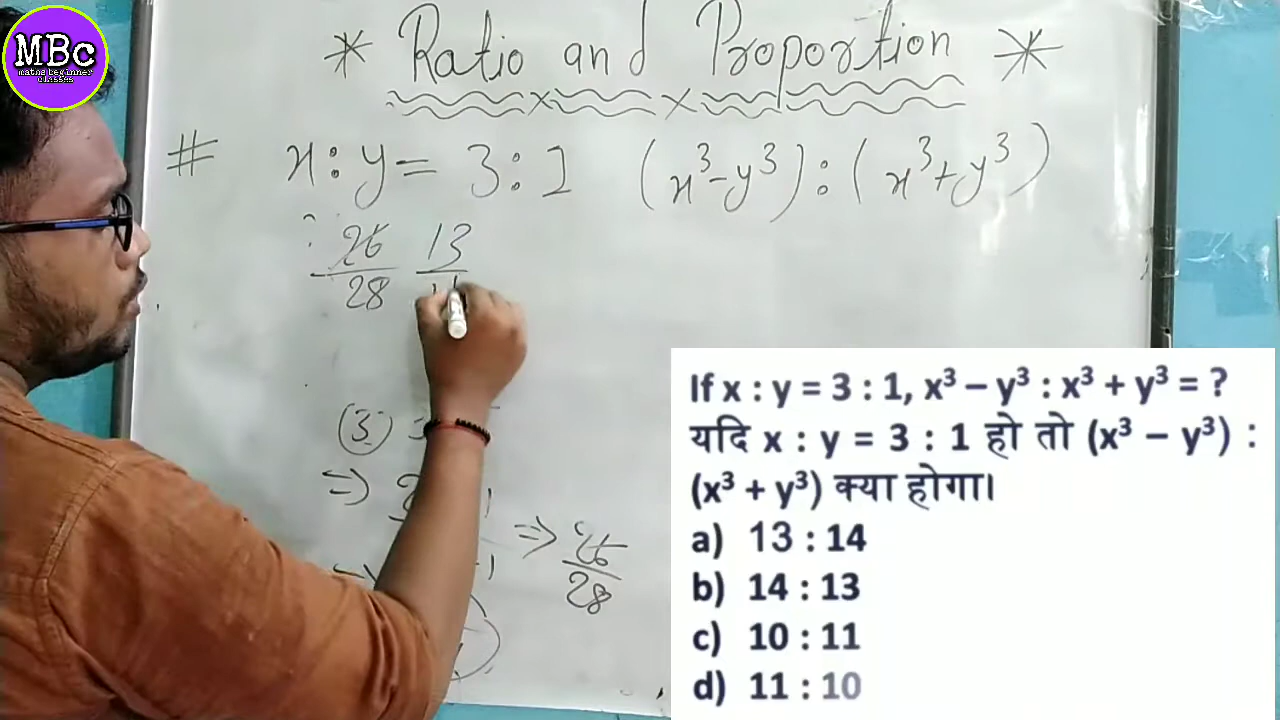 MBc
maths beginner
classes
* Ratio and Proportion *
# x : y = 3 : 1 (x³-y³) : (x³+y³)
26 13
28
(3)
=>
=> 26
28
If x : y = 3 : 1, x³ – y³ : x³ + y³ = ?
यदि x : y = 3 : 1 हो तो (x³ – y³) :
(x³ + y³) क्या होगा।
a) 13 : 14
b) 14 : 13
c) 10 : 11
d) 11 : 10